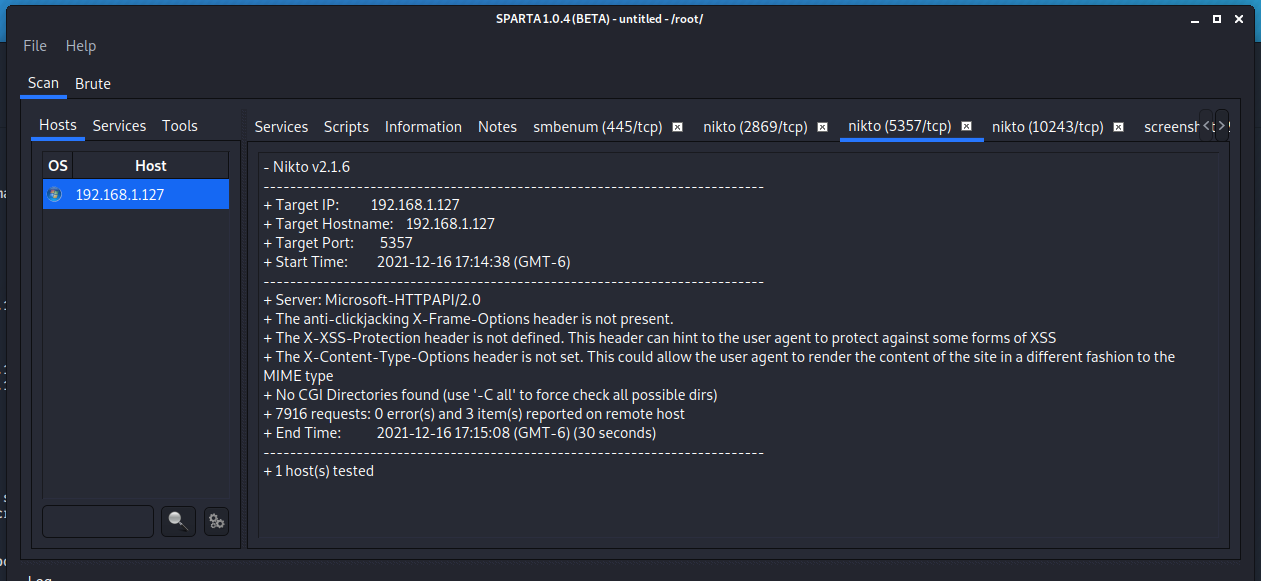 SPARTA 1.0.4 (BETA) - untitled - /root/
File Help
Scan Brute
Hosts Services Tools
Services Scripts Information Notes smbenum (445/tcp) nikto (2869/tcp) nikto (5357/tcp) nikto (10243/tcp)
OS Host
192.168.1.127
- Nikto v2.1.6
---------------------------------------------------------------------------
+ Target IP: 192.168.1.127
+ Target Hostname: 192.168.1.127
+ Target Port: 5357
+ Start Time: 2021-12-16 17:14:38 (GMT-6)
---------------------------------------------------------------------------
+ Server: Microsoft-HTTPAPI/2.0
+ The anti-clickjacking X-Frame-Options header is not present.
+ The X-XSS-Protection header is not defined. This header can hint to the user agent to protect against some forms of XSS
+ The X-Content-Type-Options header is not set. This could allow the user agent to render the content of the site in a different fashion to the
MIME type
+ No CGI Directories found (use '-C all' to force check all possible dirs)
+ 7916 requests: 0 error(s) and 3 item(s) reported on remote host
+ End Time: 2021-12-16 17:15:08 (GMT-6) (30 seconds)
---------------------------------------------------------------------------
+ 1 host(s) tested